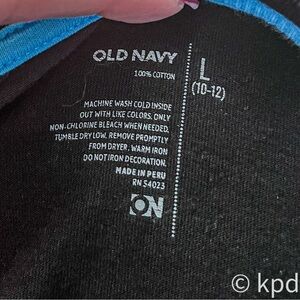 OLD NAVY
100% COTTON
MACHINE WASH COLD INSIDE
OUT WITH LIKE COLORS. ONLY
NON-CHLORINE BLEACH WHEN NEEDED.
TUMBLE DRY LOW. REMOVE PROMPTLY
FROM DRYER, WARM IRON
DO NOT IRON DECORATION.
MADE IN PERU
RN 54023
ON
L
(10-12)
© kpd